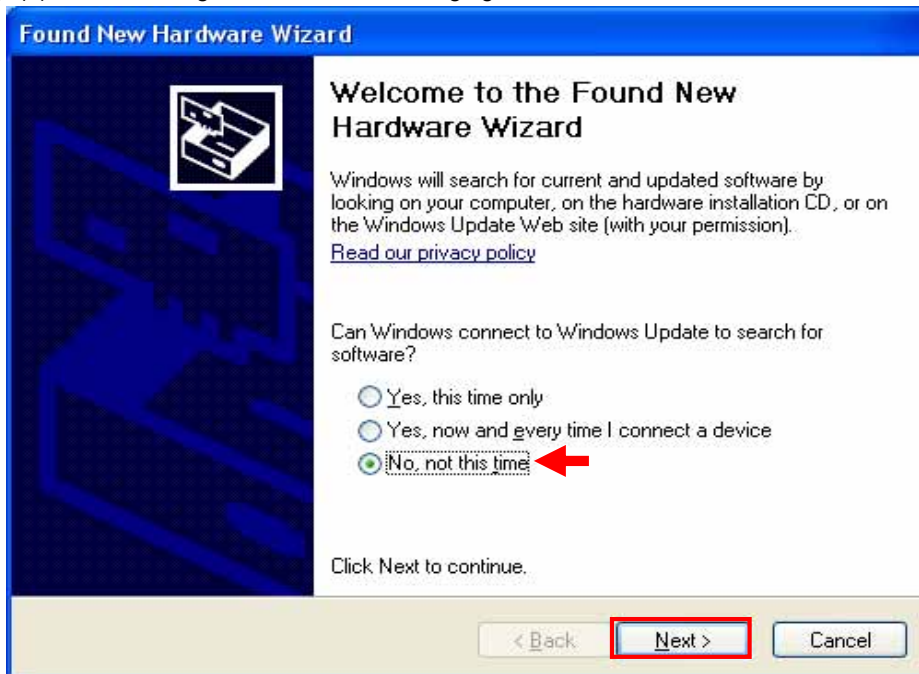 Found New Hardware Wizard
Welcome to the Found New
Hardware Wizard
Windows will search for current and updated software by
looking on your computer, on the hardware installation CD, or on
the Windows Update Web site (with your permission).
Read our privacy policy
Can Windows connect to Windows Update to search for
software?
Yes, this time only
Yes, now and every time I connect a device
No, not this time
Click Next to continue.
< Back
Next >
Cancel